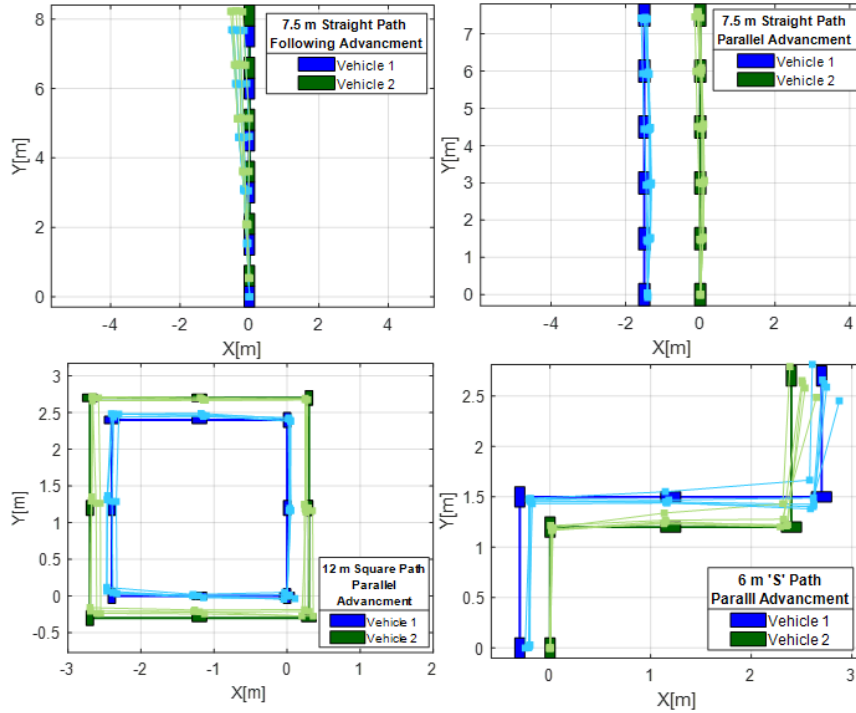 7.5 m Straight Path
Following Advancment
Vehicle 1
Vehicle 2
8
6
4
2
0
Y[m]
-4
-2
0
2
4
X[m]
7.5 m Straight Path
Parallel Advancment
Vehicle 1
Vehicle 2
7
6
5
4
3
2
1
0
Y[m]
-4
-2
0
2
4
X[m]
12 m Square Path
Parallel
Advancment
Vehicle 1
Vehicle 2
3
2.5
2
1.5
1
0.5
0
-0.5
Y[m]
-3
-2
-1
0
1
2
X[m]
6 m 'S' Path
Paralll Advancment
Vehicle 1
Vehicle 2
2.5
2
1.5
1
0.5
0
Y[m]
0
1
2
3
X[m]